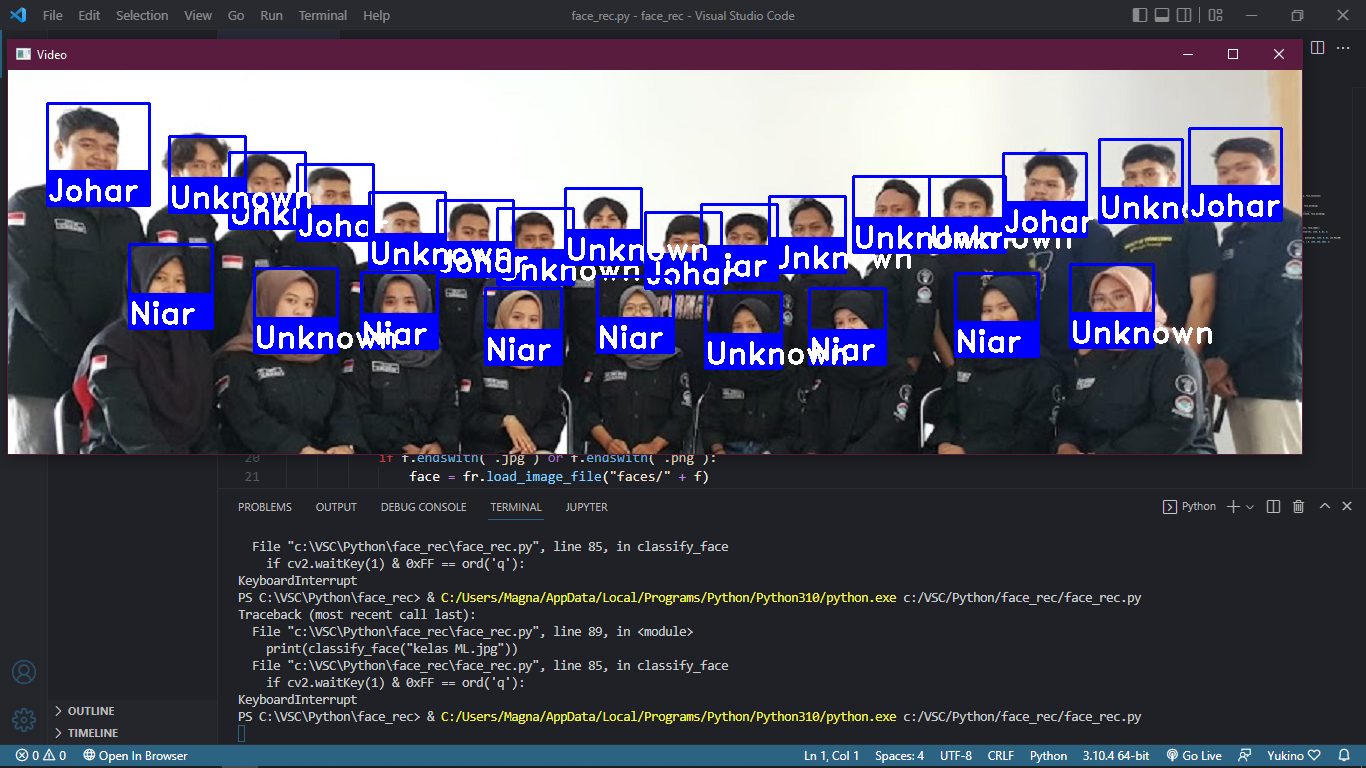 File Edit Selection View Go Run Terminal Help
face_rec.py - face_rec - Visual Studio Code
Video
Johar
Unknown
Unkn
Joha
Unknown
Johar
Unknown
Unknown
Johar
Unknown
Unknown
Unknown
Johar
Johar
Niar
Unknown
Niar
Niar
Niar
Unknown
Niar
Niar
Unknown
20 if f.endswith(".jpg") or f.endswith(".png"):
21 face = fr.load_image_file("faces/" + f)
PROBLEMS OUTPUT DEBUG CONSOLE TERMINAL JUPYTER
Python
File "c:\VSC\Python\face_rec\face_rec.py", line 85, in classify_face
if cv2.waitKey(1) & 0xFF == ord('q'):
KeyboardInterrupt
PS C:\VSC\Python\face_rec> & C:/Users/Magna/AppData/Local/Programs/Python/Python310/python.exe c:/VSC/Python/face_rec/face_rec.py
Traceback (most recent call last):
File "c:\VSC\Python\face_rec\face_rec.py", line 89, in <module>
print(classify_face("kelas ML.jpg"))
File "c:\VSC\Python\face_rec\face_rec.py", line 85, in classify_face
if cv2.waitKey(1) & 0xFF == ord('q'):
KeyboardInterrupt
PS C:\VSC\Python\face_rec> & C:/Users/Magna/AppData/Local/Programs/Python/Python310/python.exe c:/VSC/Python/face_rec/face_rec.py
OUTLINE
TIMELINE
0 0 Open In Browser
Ln 1, Col 1 Spaces: 4 UTF-8 CRLF Python 3.10.4 64-bit Go Live Yukino